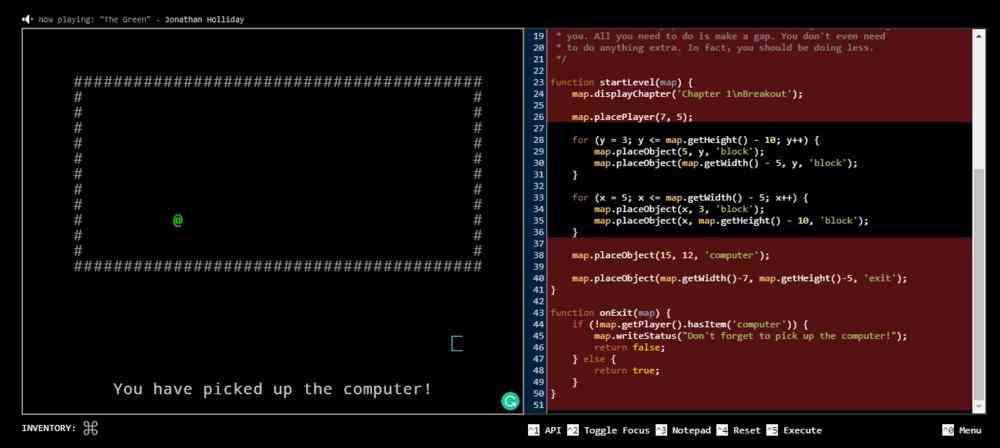 Now playing: "The Green" - Jonathan Holliday
########################################
#                                      #
#                                      #
#                                      #
#                                      #
#                                      #
#                                      #
#                                      #
#                                      #
#        @                             #
#                                      #
#                                      #
########################################
You have picked up the computer!
INVENTORY: ⌘
19  * you. All you need to do is make a gap. You don't even need
20  * to do anything extra. In fact, you should be doing less.
21  */
22
23 function startLevel(map) {
24     map.displayChapter('Chapter 1\nBreakout');
25
26     map.placePlayer(7, 5);
27
28     for (y = 3; y <= map.getHeight() - 10; y++) {
29         map.placeObject(5, y, 'block');
30         map.placeObject(map.getWidth() - 5, y, 'block');
31     }
32
33     for (x = 5; x <= map.getWidth() - 5; x++) {
34         map.placeObject(x, 3, 'block');
35         map.placeObject(x, map.getHeight() - 10, 'block');
36     }
37
38     map.placeObject(15, 12, 'computer');
39
40     map.placeObject(map.getWidth()-7, map.getHeight()-5, 'exit');
41 }
42
43 function onExit(map) {
44     if (!map.getPlayer().hasItem('computer')) {
45         map.writeStatus("Don't forget to pick up the computer!");
46         return false;
47     } else {
48         return true;
49     }
50 }
51
^1 API ^2 Toggle Focus ^3 Notepad ^4 Reset ^5 Execute ^0 Menu